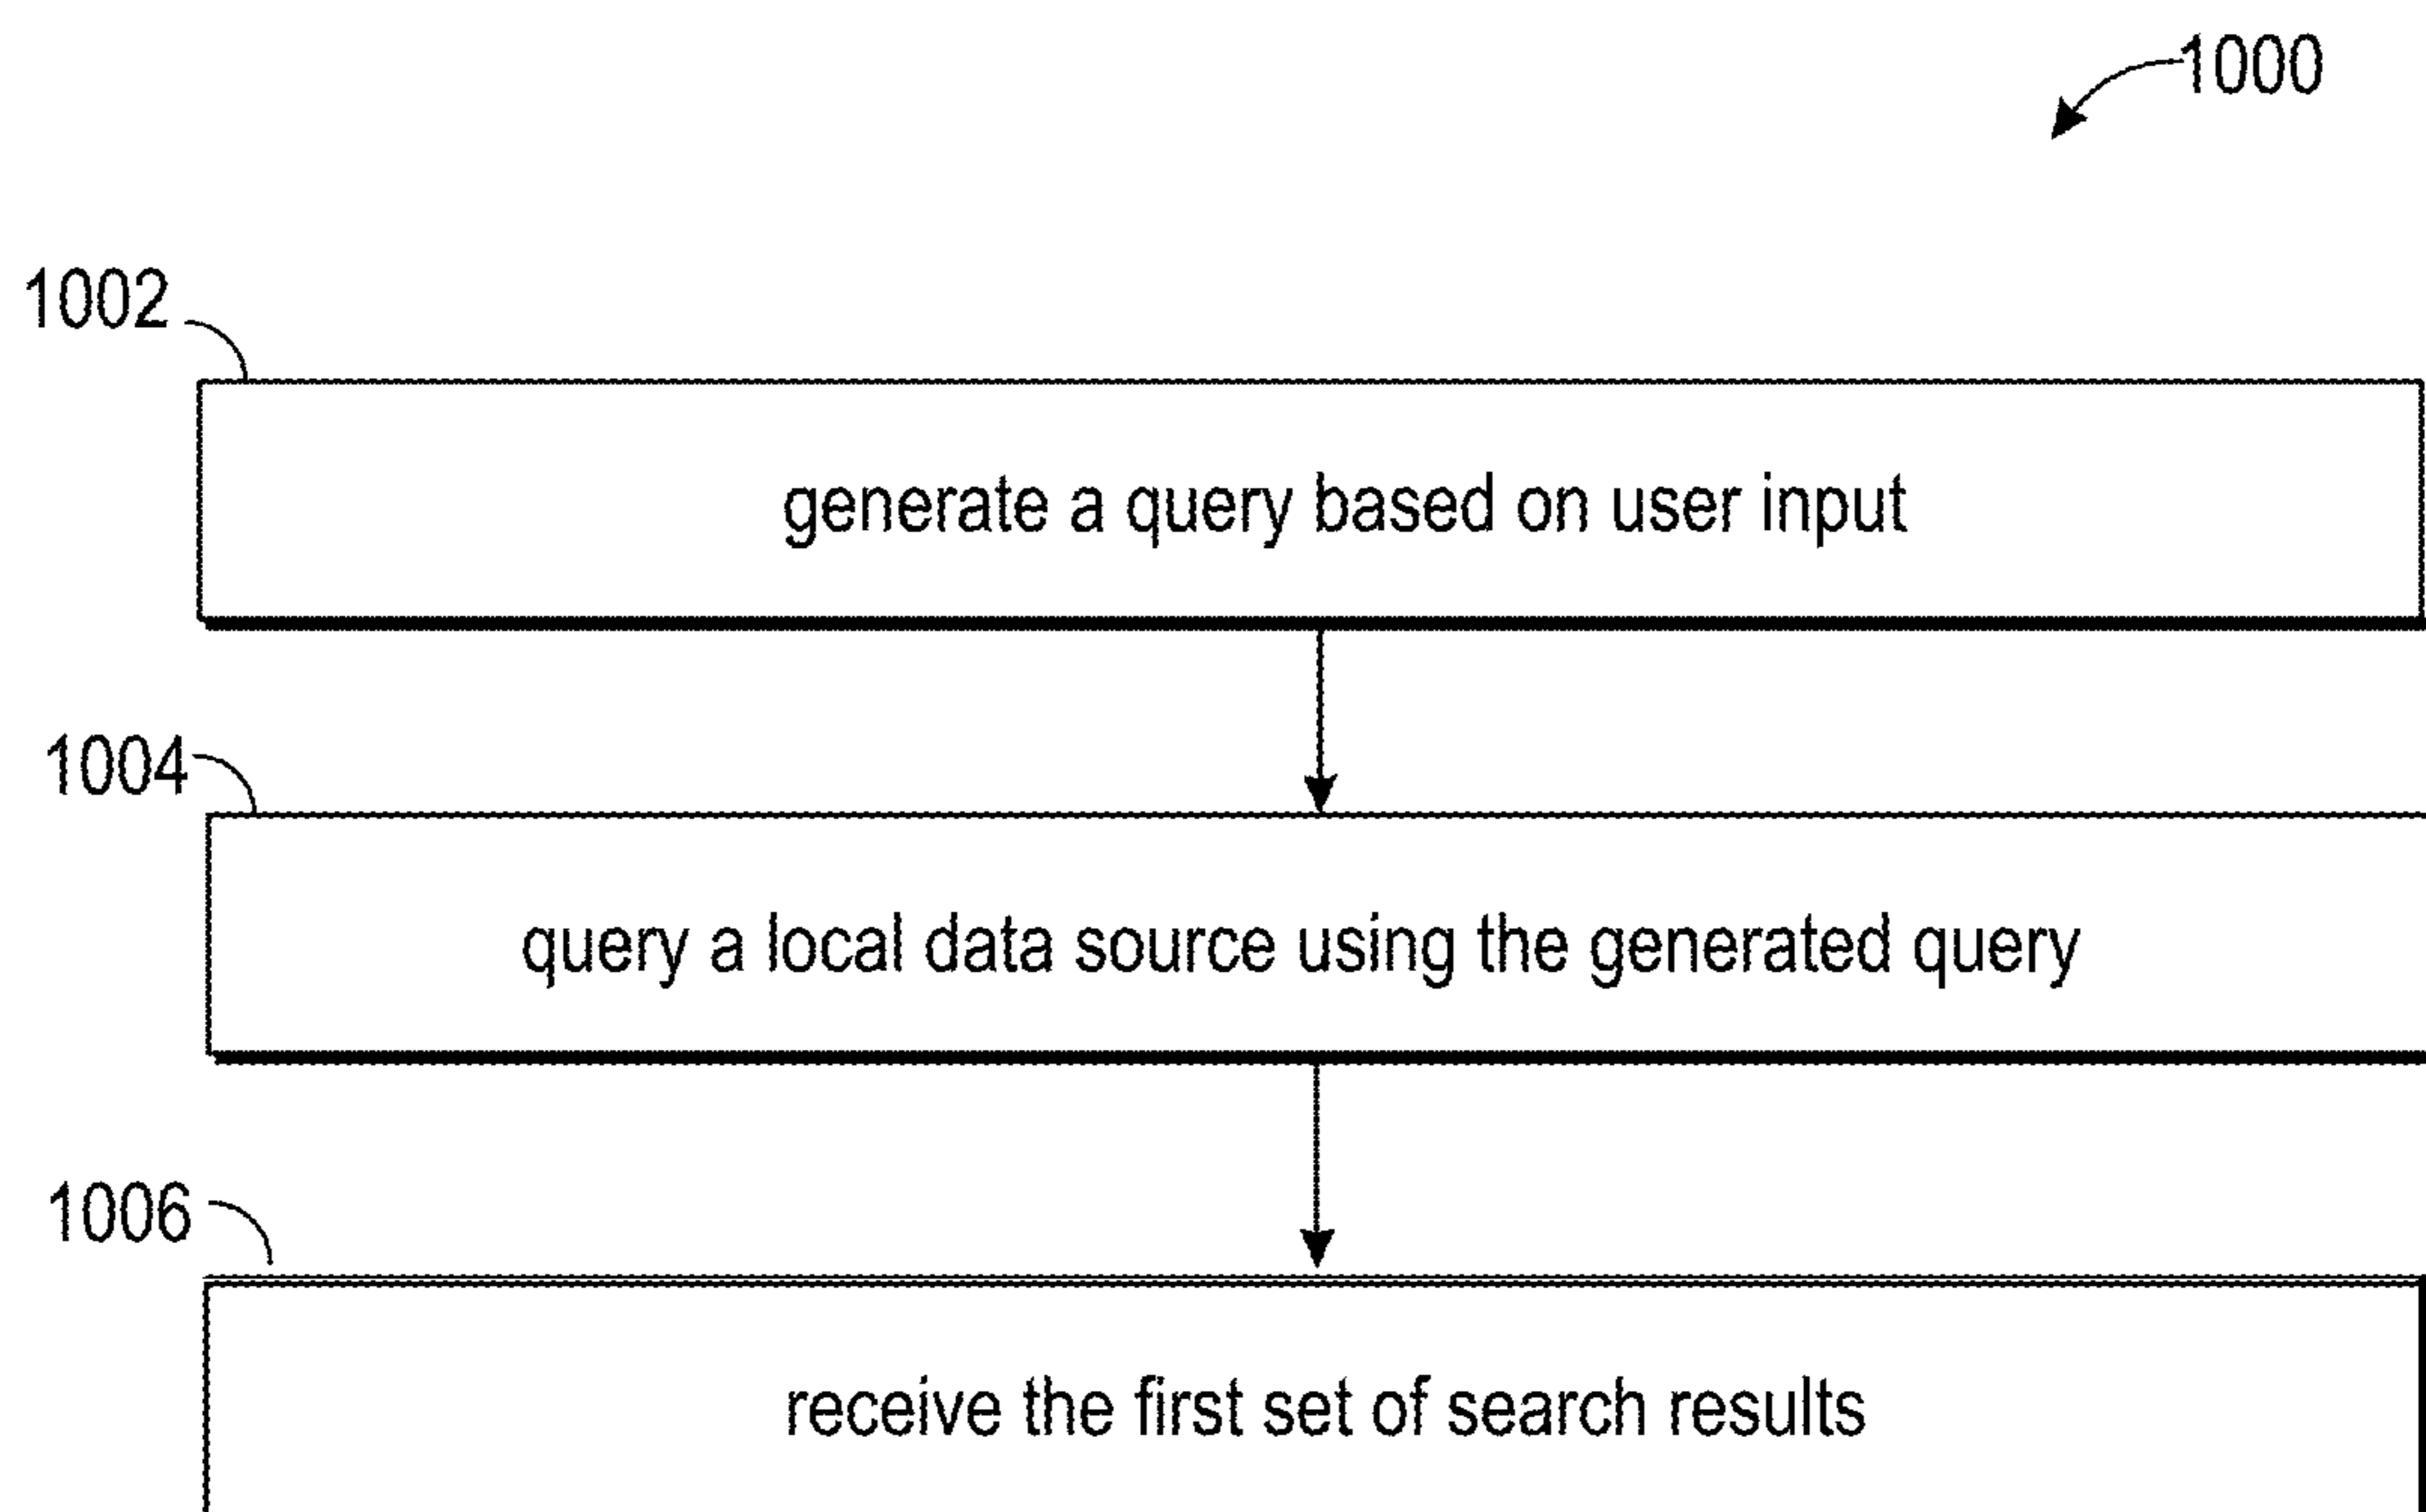 1000
1002
generate a query based on user input
1004
query a local data source using the generated query
1006
receive the first set of search results